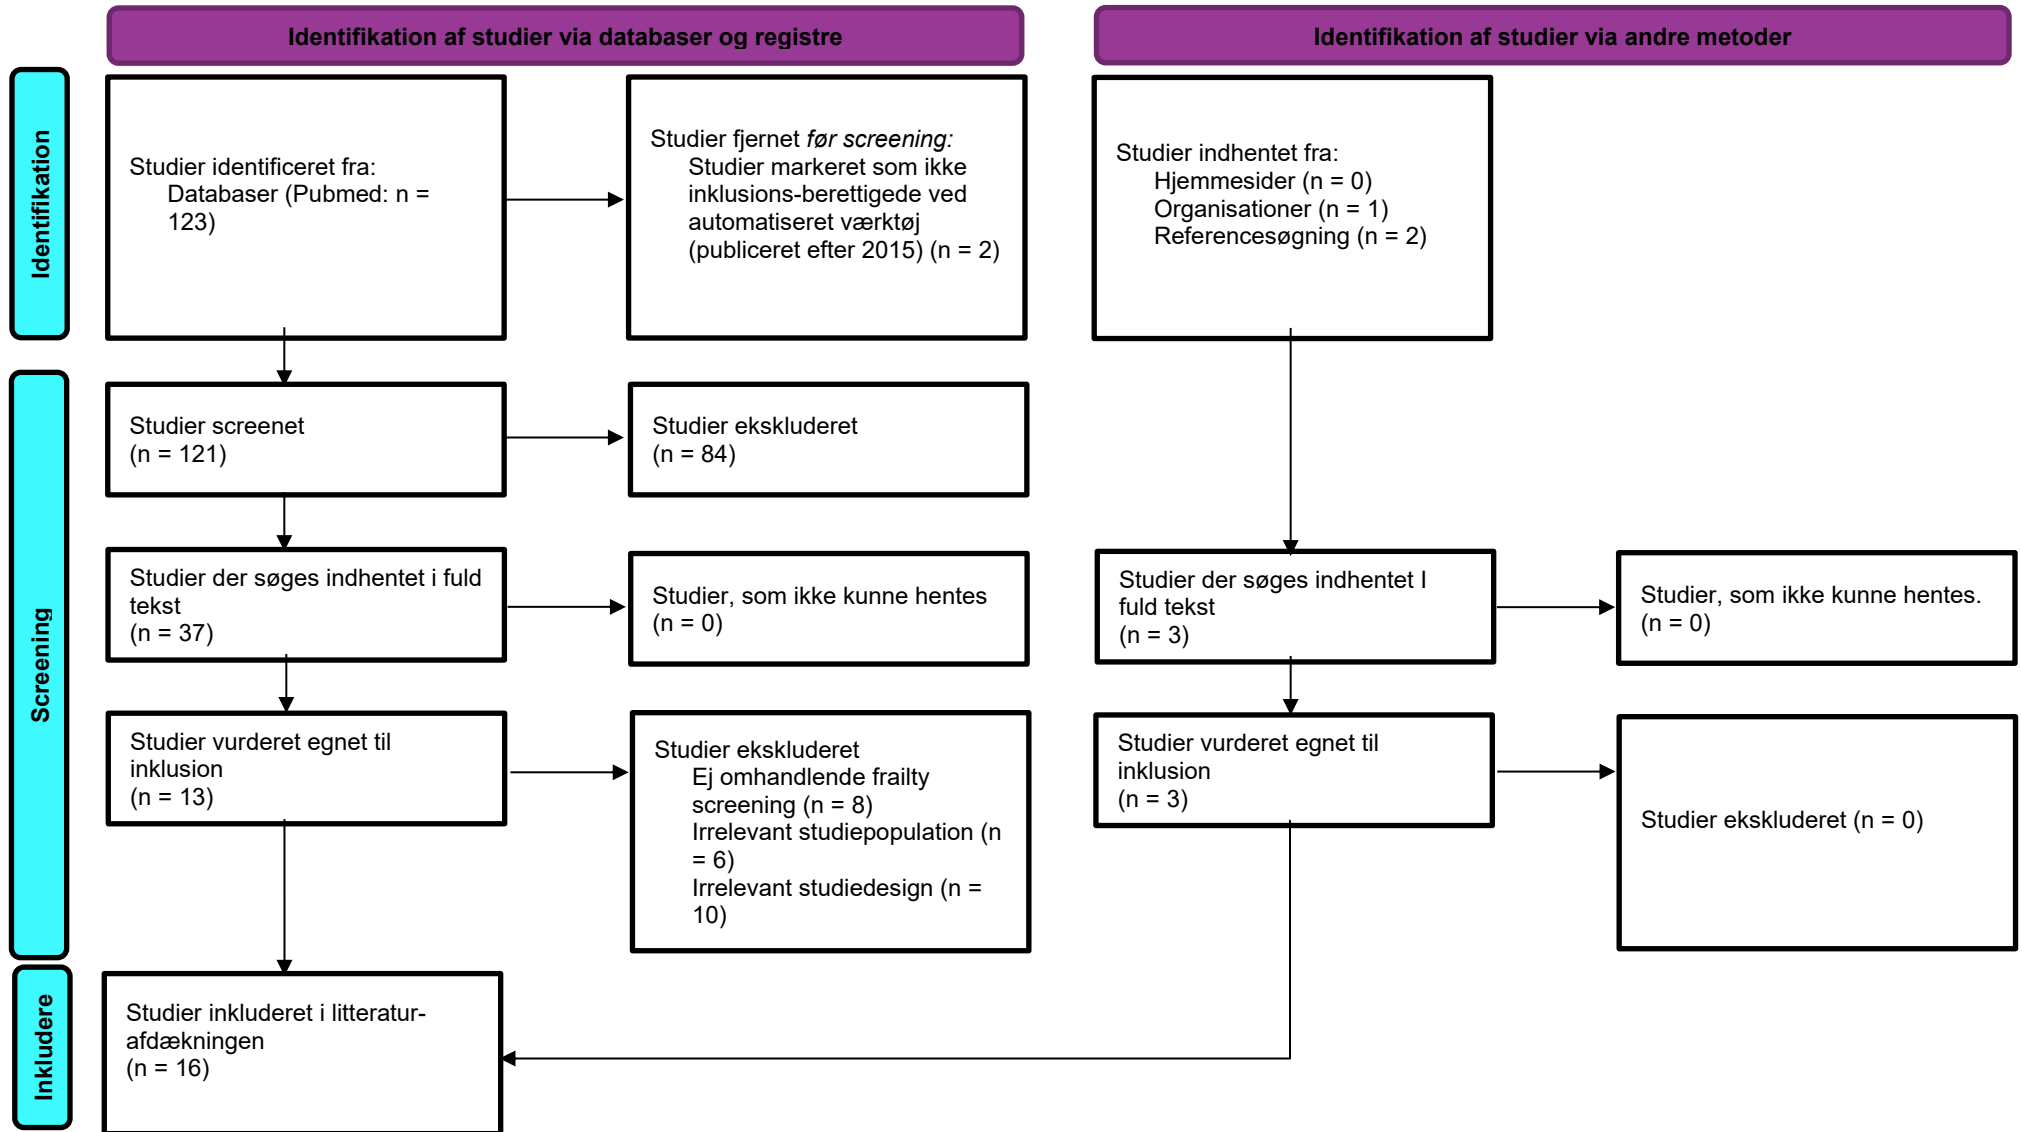 Identifikation af studier via databaser og registre
Identifikation af studier via andre metoder
Identifikation
Studier identificeret fra:
Databaser (Pubmed: n =
123)
Studier fjernet før screening:
Studier markeret som ikke
inklusions-berettigede ved
automatiseret værktøj
(publiceret efter 2015) (n = 2)
Studier indhentet fra:
Hjemmesider (n = 0)
Organisationer (n = 1)
Referencesøgning (n = 2)
Screening
Studier screenet
(n = 121)
Studier ekskluderet
(n = 84)
Studier der søges indhentet i fuld
tekst
(n = 37)
Studier, som ikke kunne hentes
(n = 0)
Studier der søges indhentet I
fuld tekst
(n = 3)
Studier, som ikke kunne hentes.
(n = 0)
Studier vurderet egnet til
inklusion
(n = 13)
Studier ekskluderet
Ej omhandlende frailty
screening (n = 8)
Irrelevant studiepopulation (n
= 6)
Irrelevant studiedesign (n =
10)
Studier vurderet egnet til
inklusion
(n = 3)
Studier ekskluderet (n = 0)
Inkludere
Studier inkluderet i litteratur-
afdækningen
(n = 16)